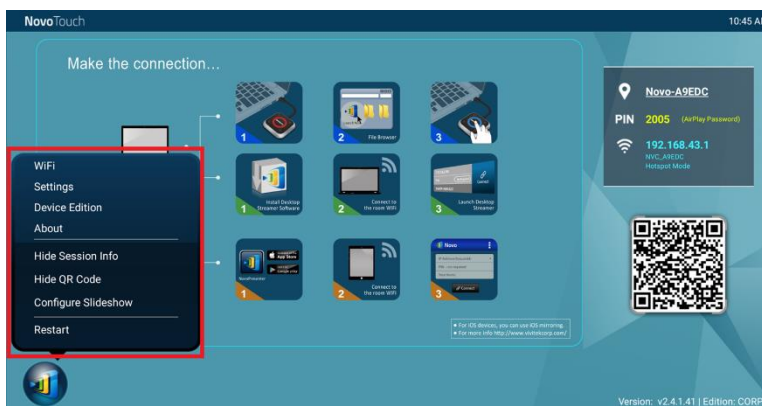 NovoTouch
10:45 A
Make the connection...
1
2 File Browser
3
Novo-A9EDC
PIN 2005 (AirPlay Password)
192.168.43.1
NVC_A9EDC
Hotspot Mode
WiFi
Settings
Device Edition
About
Hide Session Info
Hide QR Code
Configure Slideshow
Restart
1 Install Desktop
Streamer Software
2 Connect to
the room WiFi
3 Launch Desktop
Streamer
1
App Store
2 Connect to
the room WiFi
3
Novo
Connect
For iOS devices, you can use iOS mirroring.
For more info http://www.vivitekcorp.com/
Version: v2.4.1.41 | Edition: CORP